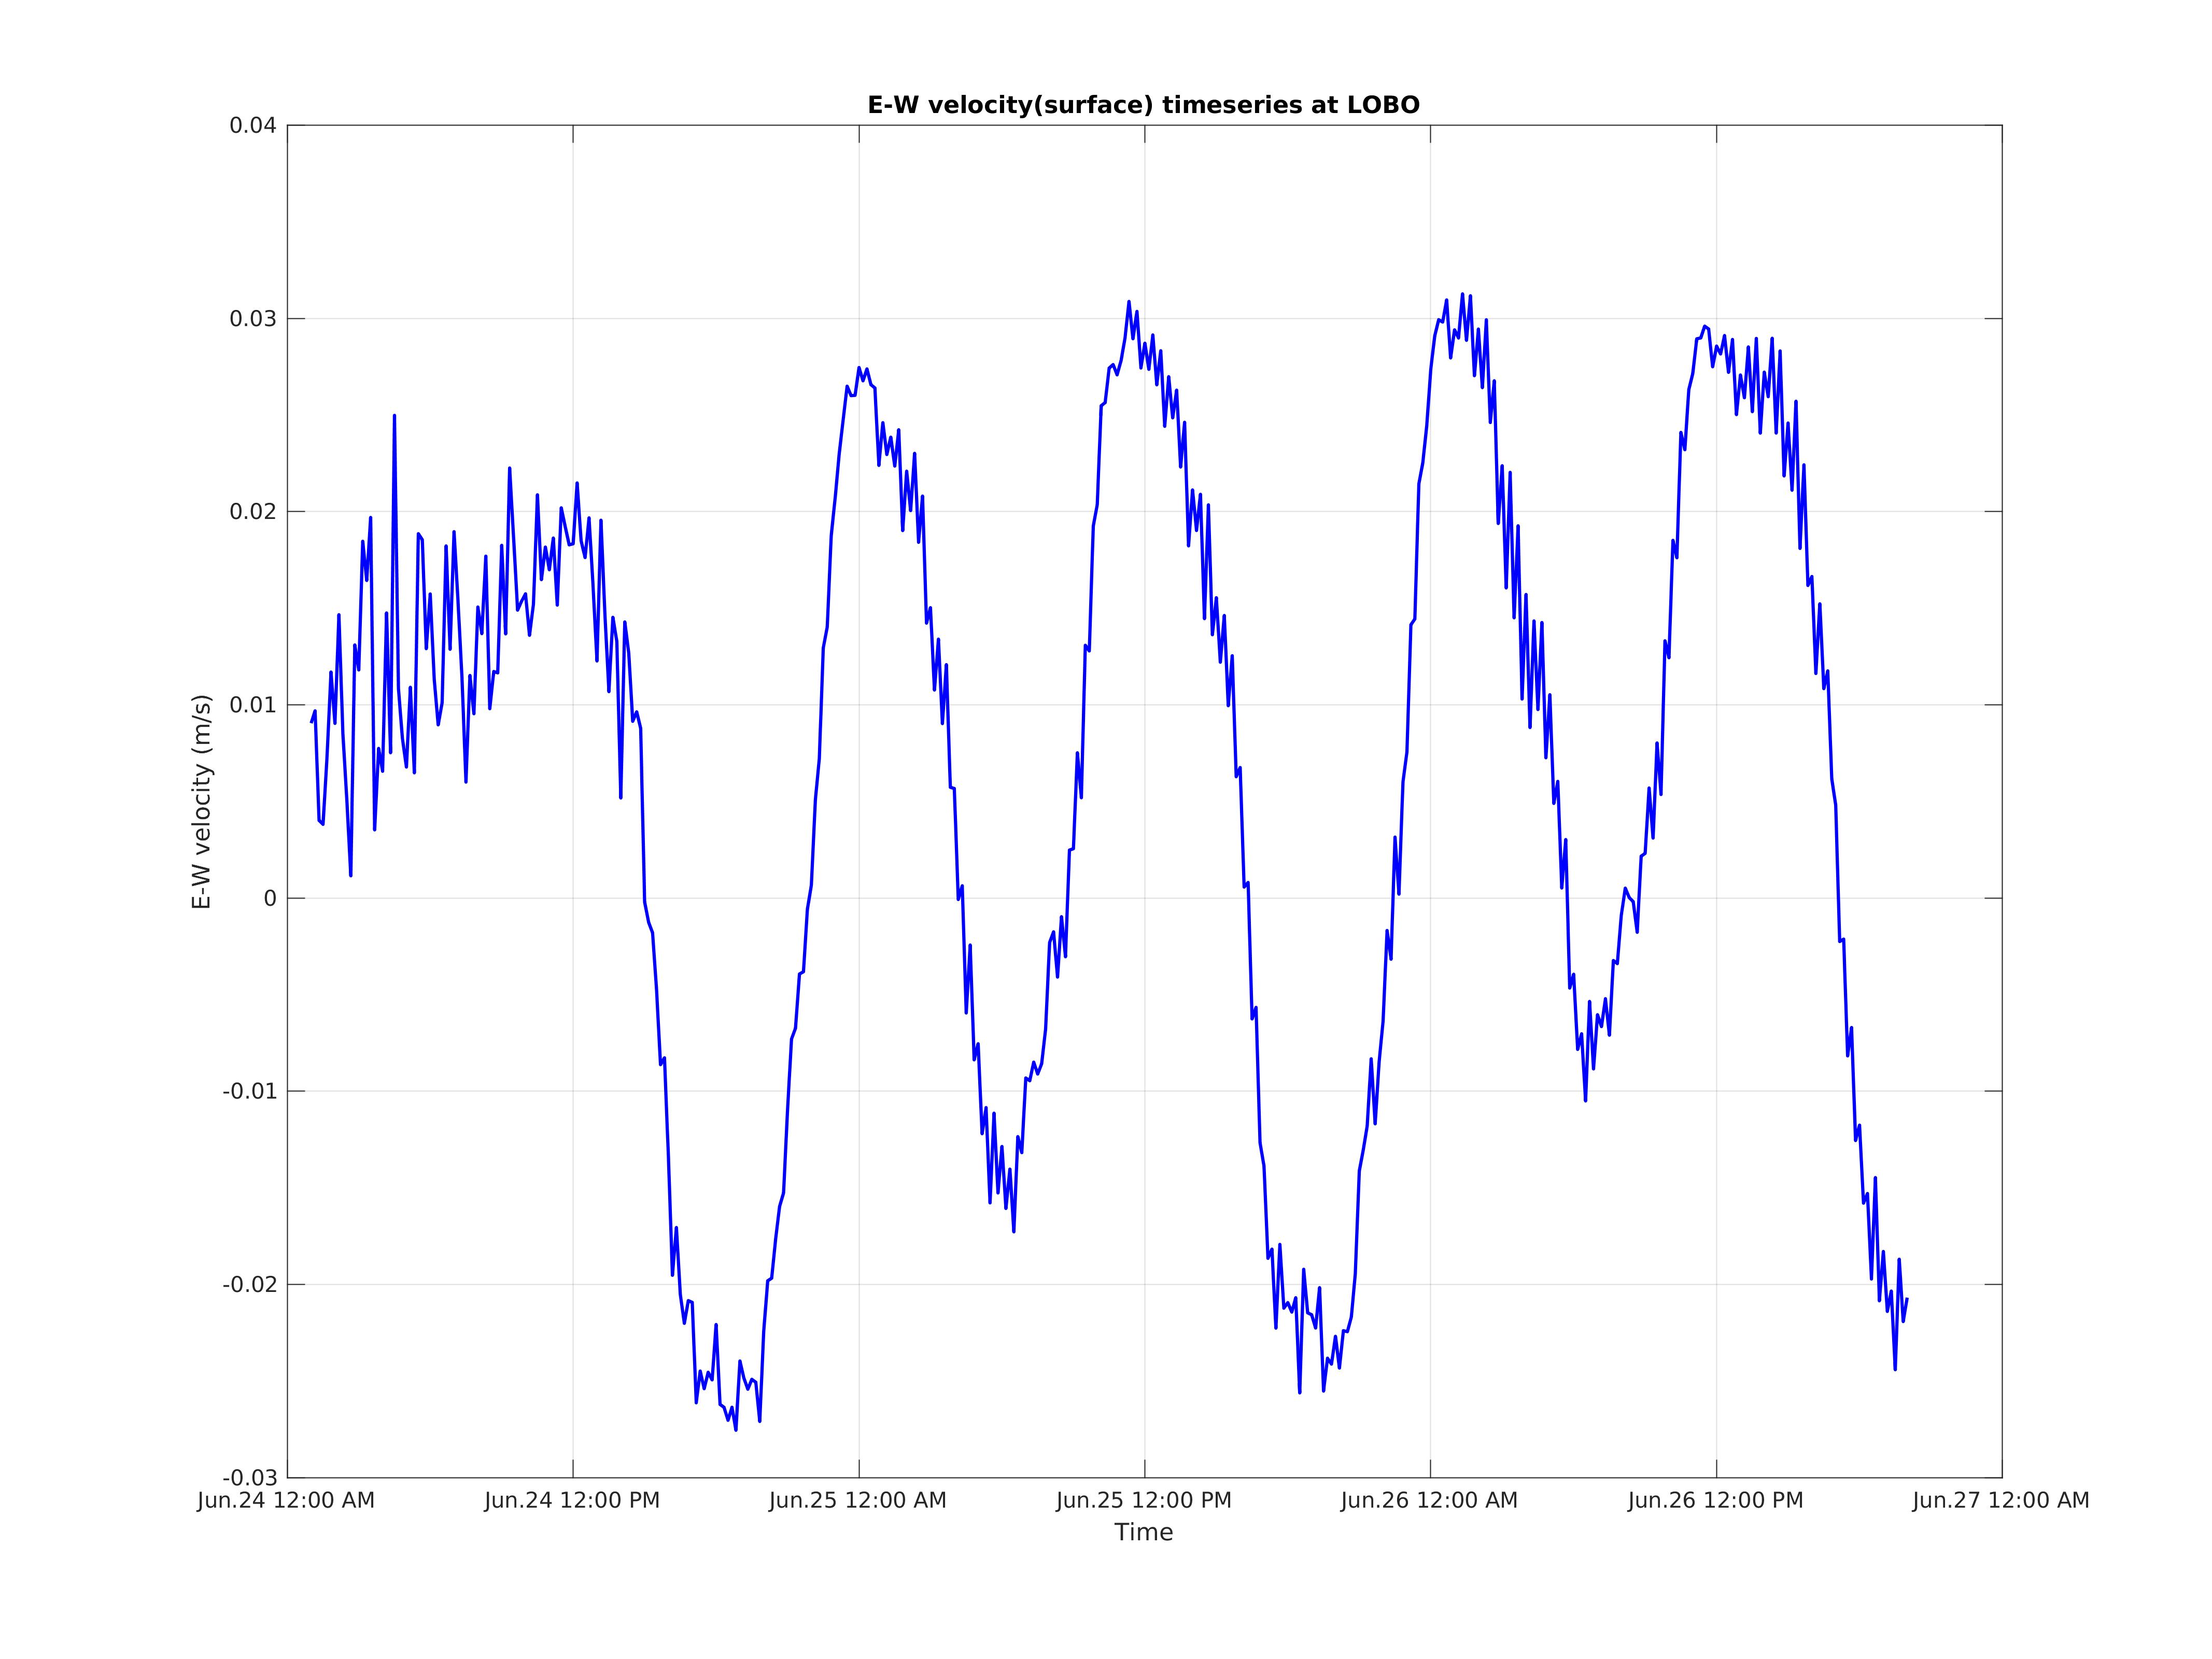 E-W velocity(surface) timeseries at LOBO
0.04
0.03
0.02
0.01
0
-0.01
-0.02
-0.03
E-W velocity (m/s)
Jun.24 12:00 AM Jun.24 12:00 PM Jun.25 12:00 AM Jun.25 12:00 PM Jun.26 12:00 AM Jun.26 12:00 PM Jun.27 12:00 AM
Time